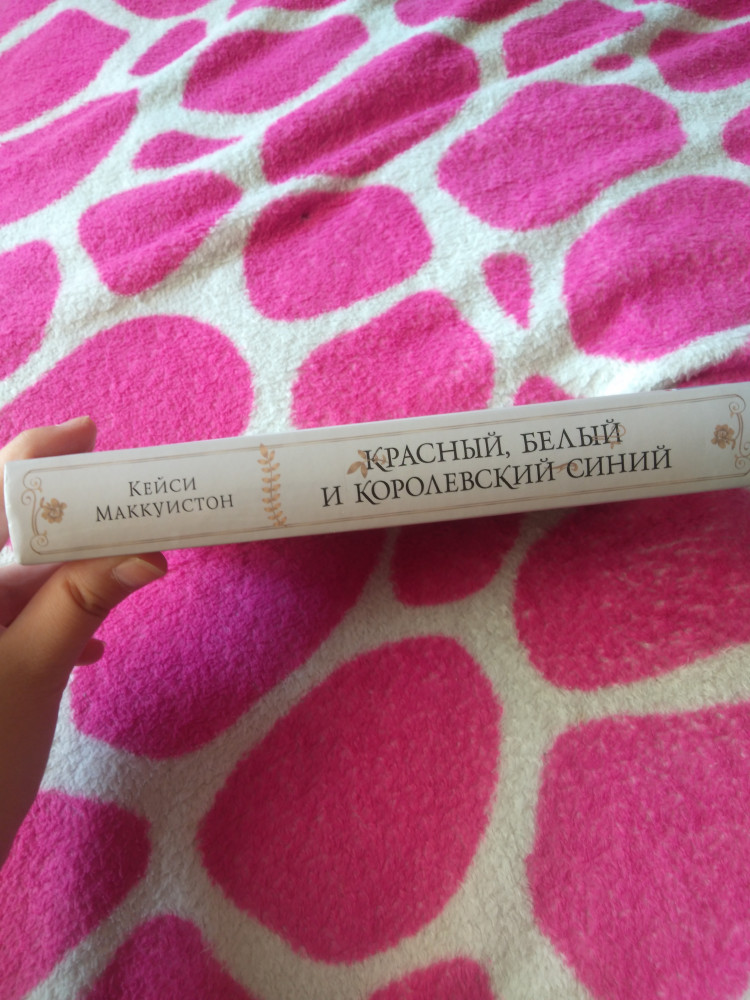 Кейси
Маккуистон
Красный, белый
и королевский синий